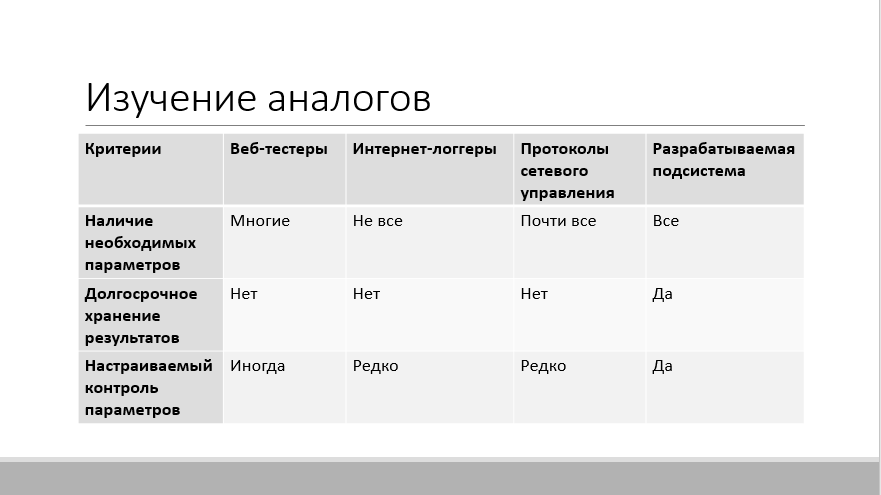 Изучение аналогов
Критерии Веб-тестеры Интернет-логгеры Протоколы сетевого управления Разрабатываемая подсистема
Наличие необходимых параметров Многие Не все Почти все Все
Долгосрочное хранение результатов Нет Нет Нет Да
Настраиваемый контроль параметров Иногда Редко Редко Да